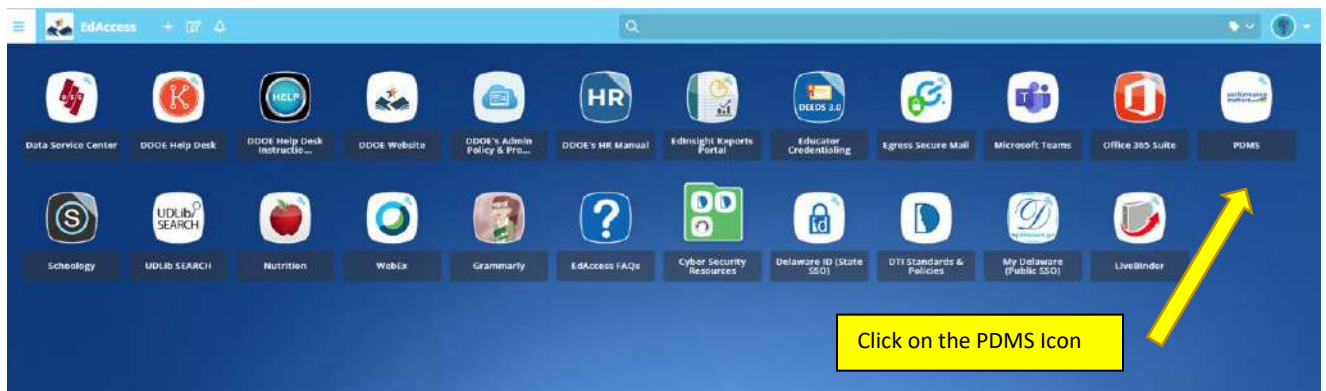 EdAccess
Data Service Center
DDOE Help Desk
HELP
DDOE Help Desk
Instructio...
DDOE Website
DDOE's Admin
Policy & Pro...
HR
DDOE's HR Manual
EdInsight Reports
Portal
DEEDS 3.0
Educator
Credentialing
Egress Secure Mail
Microsoft Teams
Office 365 Suite
performance
matters
PDMS
S
Schoology
UDLib/
SEARCH
UDLib SEARCH
Nutrition
WebEx
Grammarly
?
EdAccess FAQs
Cyber Security
Resources
id
Delaware ID (State
SSO)
DTI Standards &
Policies
My Delaware
(Public SSO)
LiveBinder
Click on the PDMS Icon